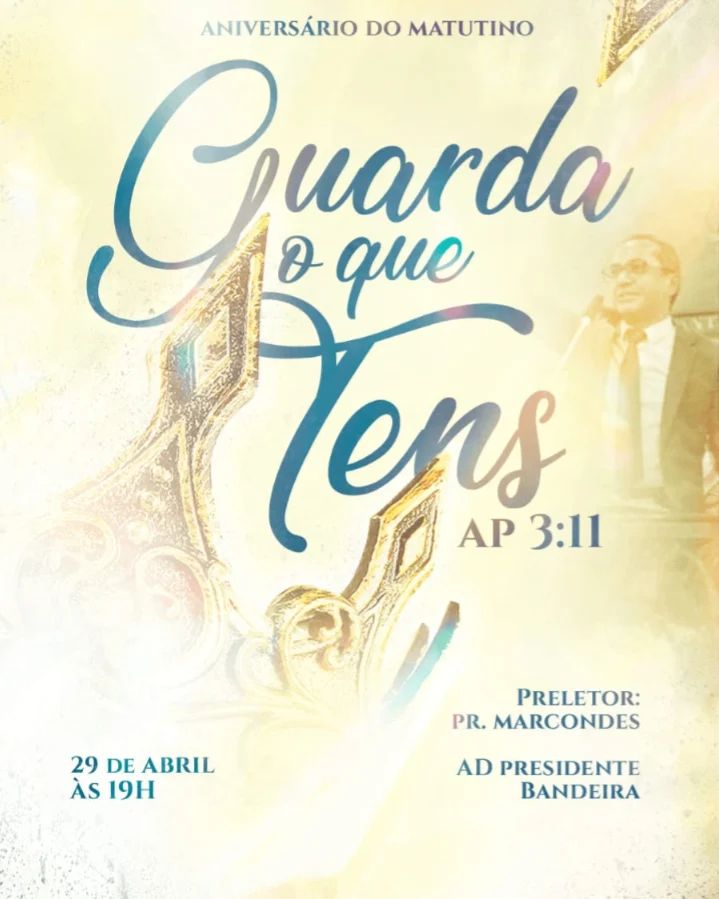 ANIVERSÁRIO DO MATUTINO
Guarda
o que
Tens
AP 3:11
PRELETOR:
PR. MARCONDES
29 DE ABRIL
ÀS 19H
AD PRESIDENTE
BANDEIRA